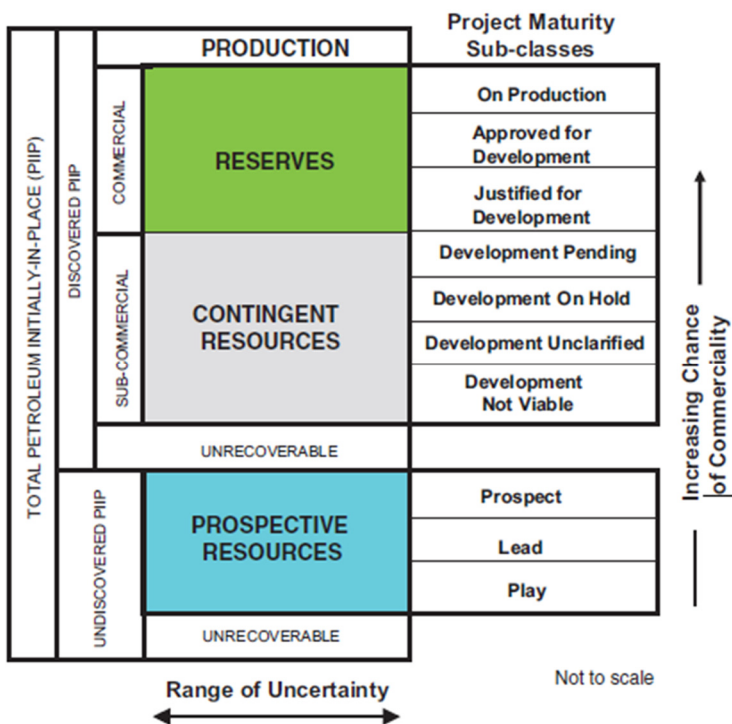 Project Maturity
Sub-classes
PRODUCTION
TOTAL PETROLEUM INITIALLY-IN-PLACE (PIIP)
DISCOVERED PIIP
COMMERCIAL
RESERVES
On Production
Approved for
Development
Justified for
Development
SUB-COMMERCIAL
CONTINGENT
RESOURCES
Development Pending
Development On Hold
Development Unclarified
Development
Not Viable
UNRECOVERABLE
UNDISCOVERED PIIP
PROSPECTIVE
RESOURCES
Prospect
Lead
Play
UNRECOVERABLE
Increasing Chance
of Commerciality
Range of Uncertainty
Not to scale